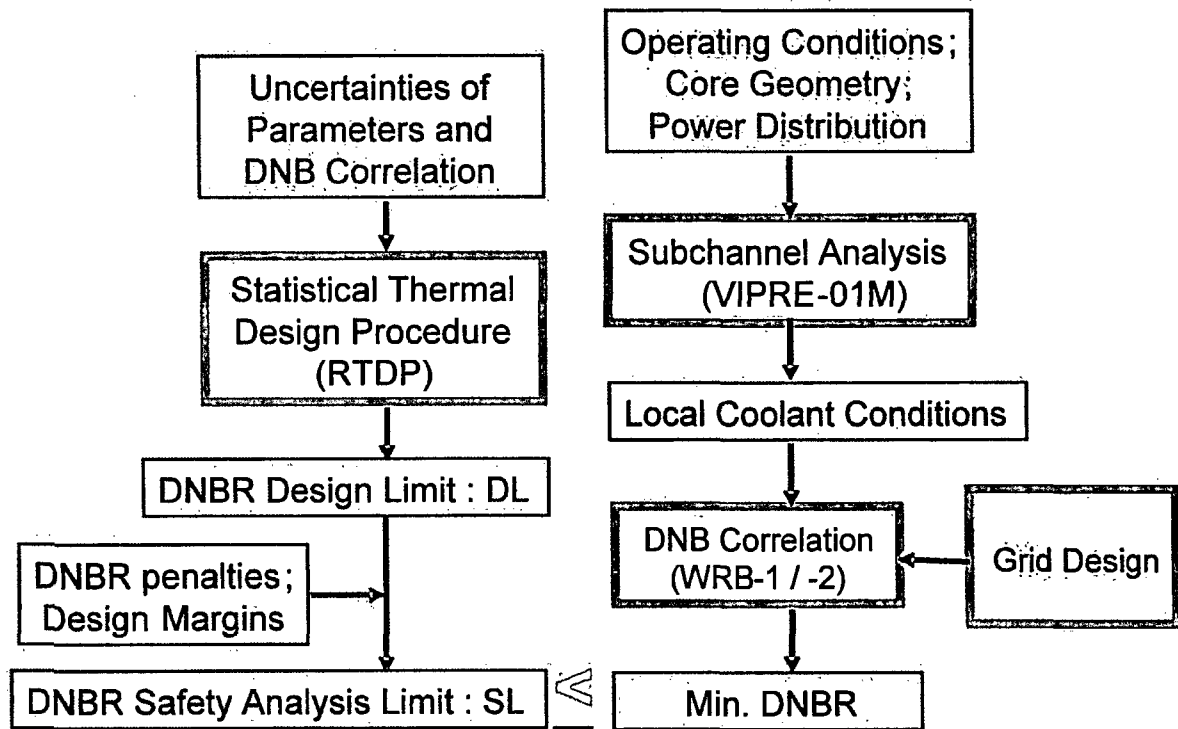 Uncertainties of
Parameters and
DNB Correlation
Statistical Thermal
Design Procedure
(RTDP)
DNBR Design Limit : DL
DNBR penalties;
Design Margins
DNBR Safety Analysis Limit : SL
≤
Operating Conditions;
Core Geometry;
Power Distribution
Subchannel Analysis
(VIPRE-01M)
Local Coolant Conditions
DNB Correlation
(WRB-1 / -2)
Grid Design
Min. DNBR